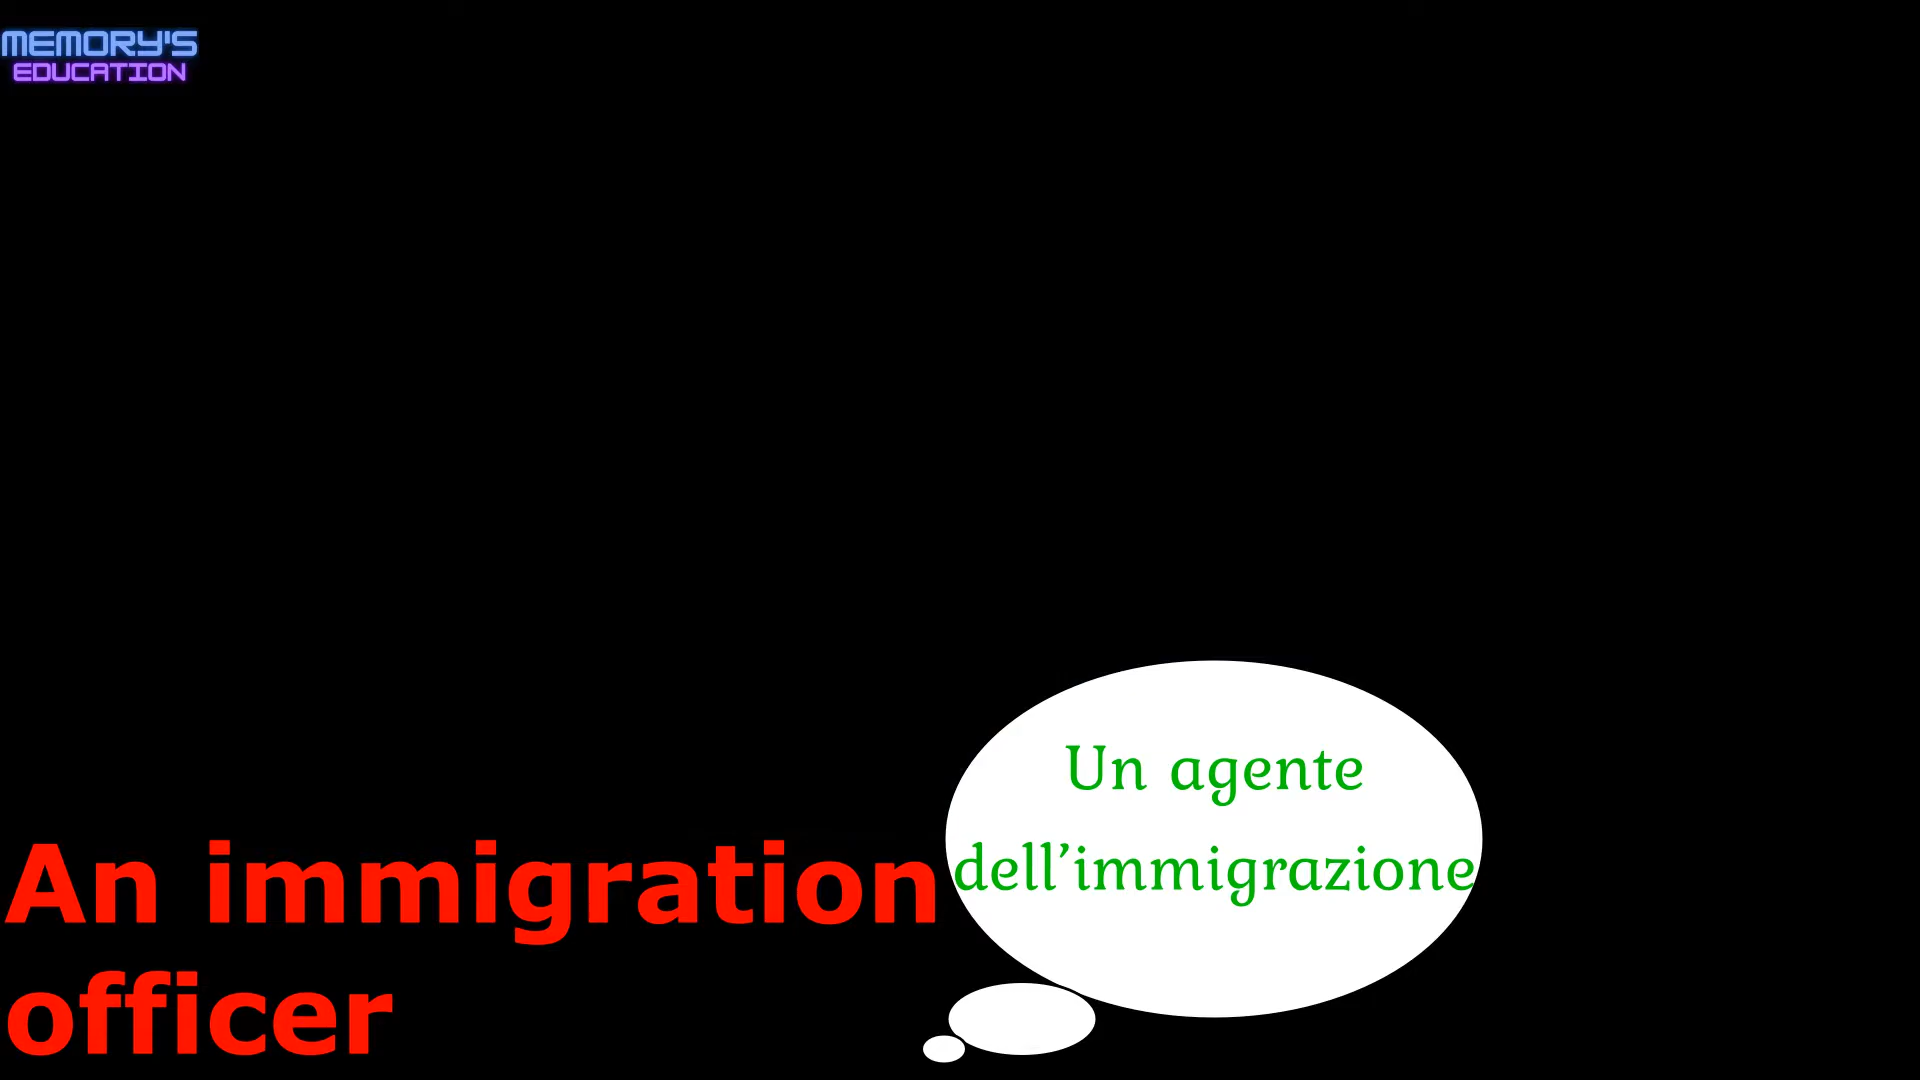 MEMORY'S
EDUCATION
Un agente
dell’immigrazione
An immigration
officer